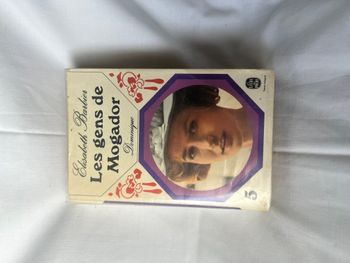 Elisabeth Barbier
Les gens de
Mogador
Dominique
5